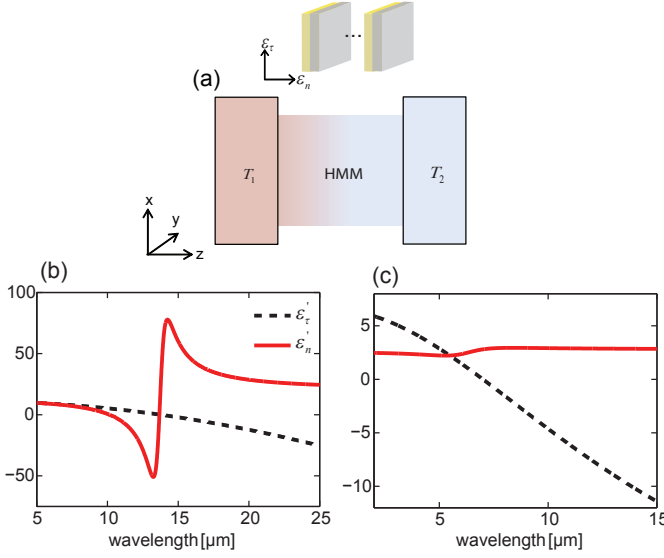 ε_τ
...
ε_n
(a)
T_1
HMM
T_2
x
y
z
(b)
100
50
0
−50
ε'_τ
ε'_n
5
10
15
20
25
wavelength [μm]
(c)
5
0
−5
−10
5
10
15
wavelength [μm]